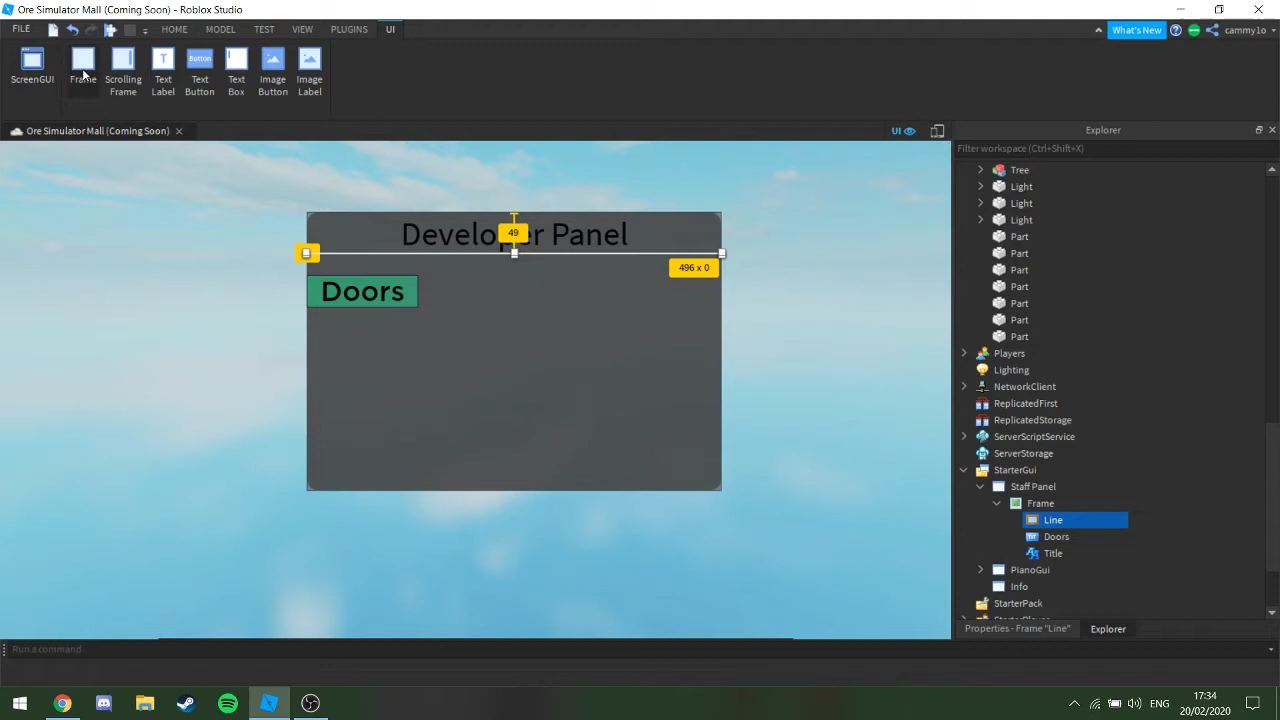 Ore Simulator Mall (Coming Soon) - Roblox Studio
FILE HOME MODEL TEST VIEW PLUGINS UI What's New cammy1o
ScreenGUI Frame Scrolling Frame Text Label Text Button Text Box Image Button Image Label
Button
Ore Simulator Mall (Coming Soon) UI Explorer
Filter workspace (Ctrl+Shift+X)
Tree
Light
Light
Light
Part
Part
Part
Part
Part
Part
Part
Players
Lighting
NetworkClient
ReplicatedFirst
ReplicatedStorage
ServerScriptService
ServerStorage
StarterGui
Staff Panel
Frame
Line
Doors
Title
PianoGui
Info
StarterPack
Properties - Frame "Line" Explorer
Developer Panel
49
496 x 0
Doors
Run a command
ENG
17:34
20/02/2020